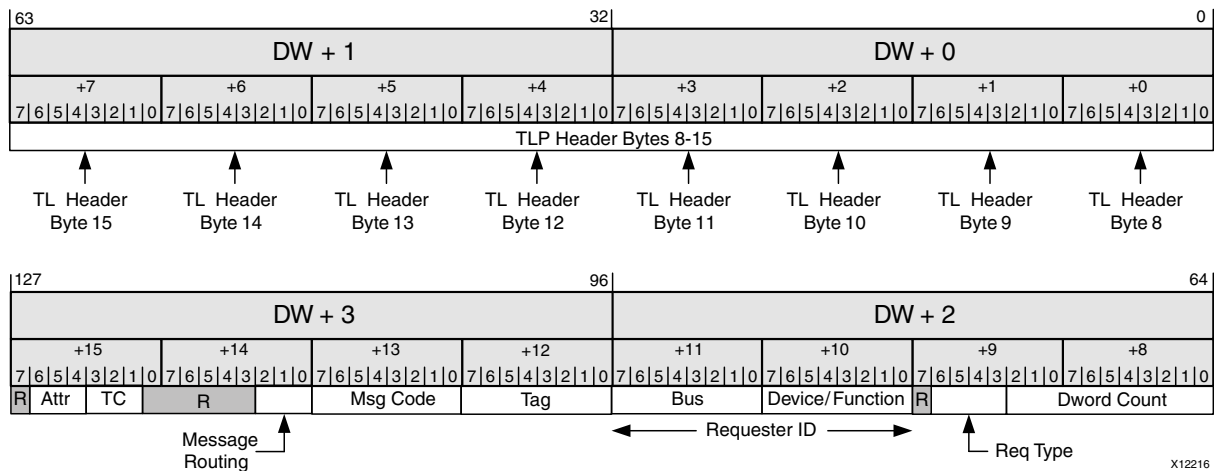 63 32 0
DW + 1 DW + 0
+7 +6 +5 +4 +3 +2 +1 +0
7 6 5 4 3 2 1 0 7 6 5 4 3 2 1 0 7 6 5 4 3 2 1 0 7 6 5 4 3 2 1 0 7 6 5 4 3 2 1 0 7 6 5 4 3 2 1 0 7 6 5 4 3 2 1 0 7 6 5 4 3 2 1 0
TLP Header Bytes 8-15
TL Header TL Header TL Header TL Header TL Header TL Header TL Header TL Header
Byte 15 Byte 14 Byte 13 Byte 12 Byte 11 Byte 10 Byte 9 Byte 8
127 96 64
DW + 3 DW + 2
+15 +14 +13 +12 +11 +10 +9 +8
7 6 5 4 3 2 1 0 7 6 5 4 3 2 1 0 7 6 5 4 3 2 1 0 7 6 5 4 3 2 1 0 7 6 5 4 3 2 1 0 7 6 5 4 3 2 1 0 7 6 5 4 3 2 1 0 7 6 5 4 3 2 1 0
R Attr TC R Msg Code Tag Bus Device/Function R Dword Count
Message Requester ID Req Type
Routing
X12216